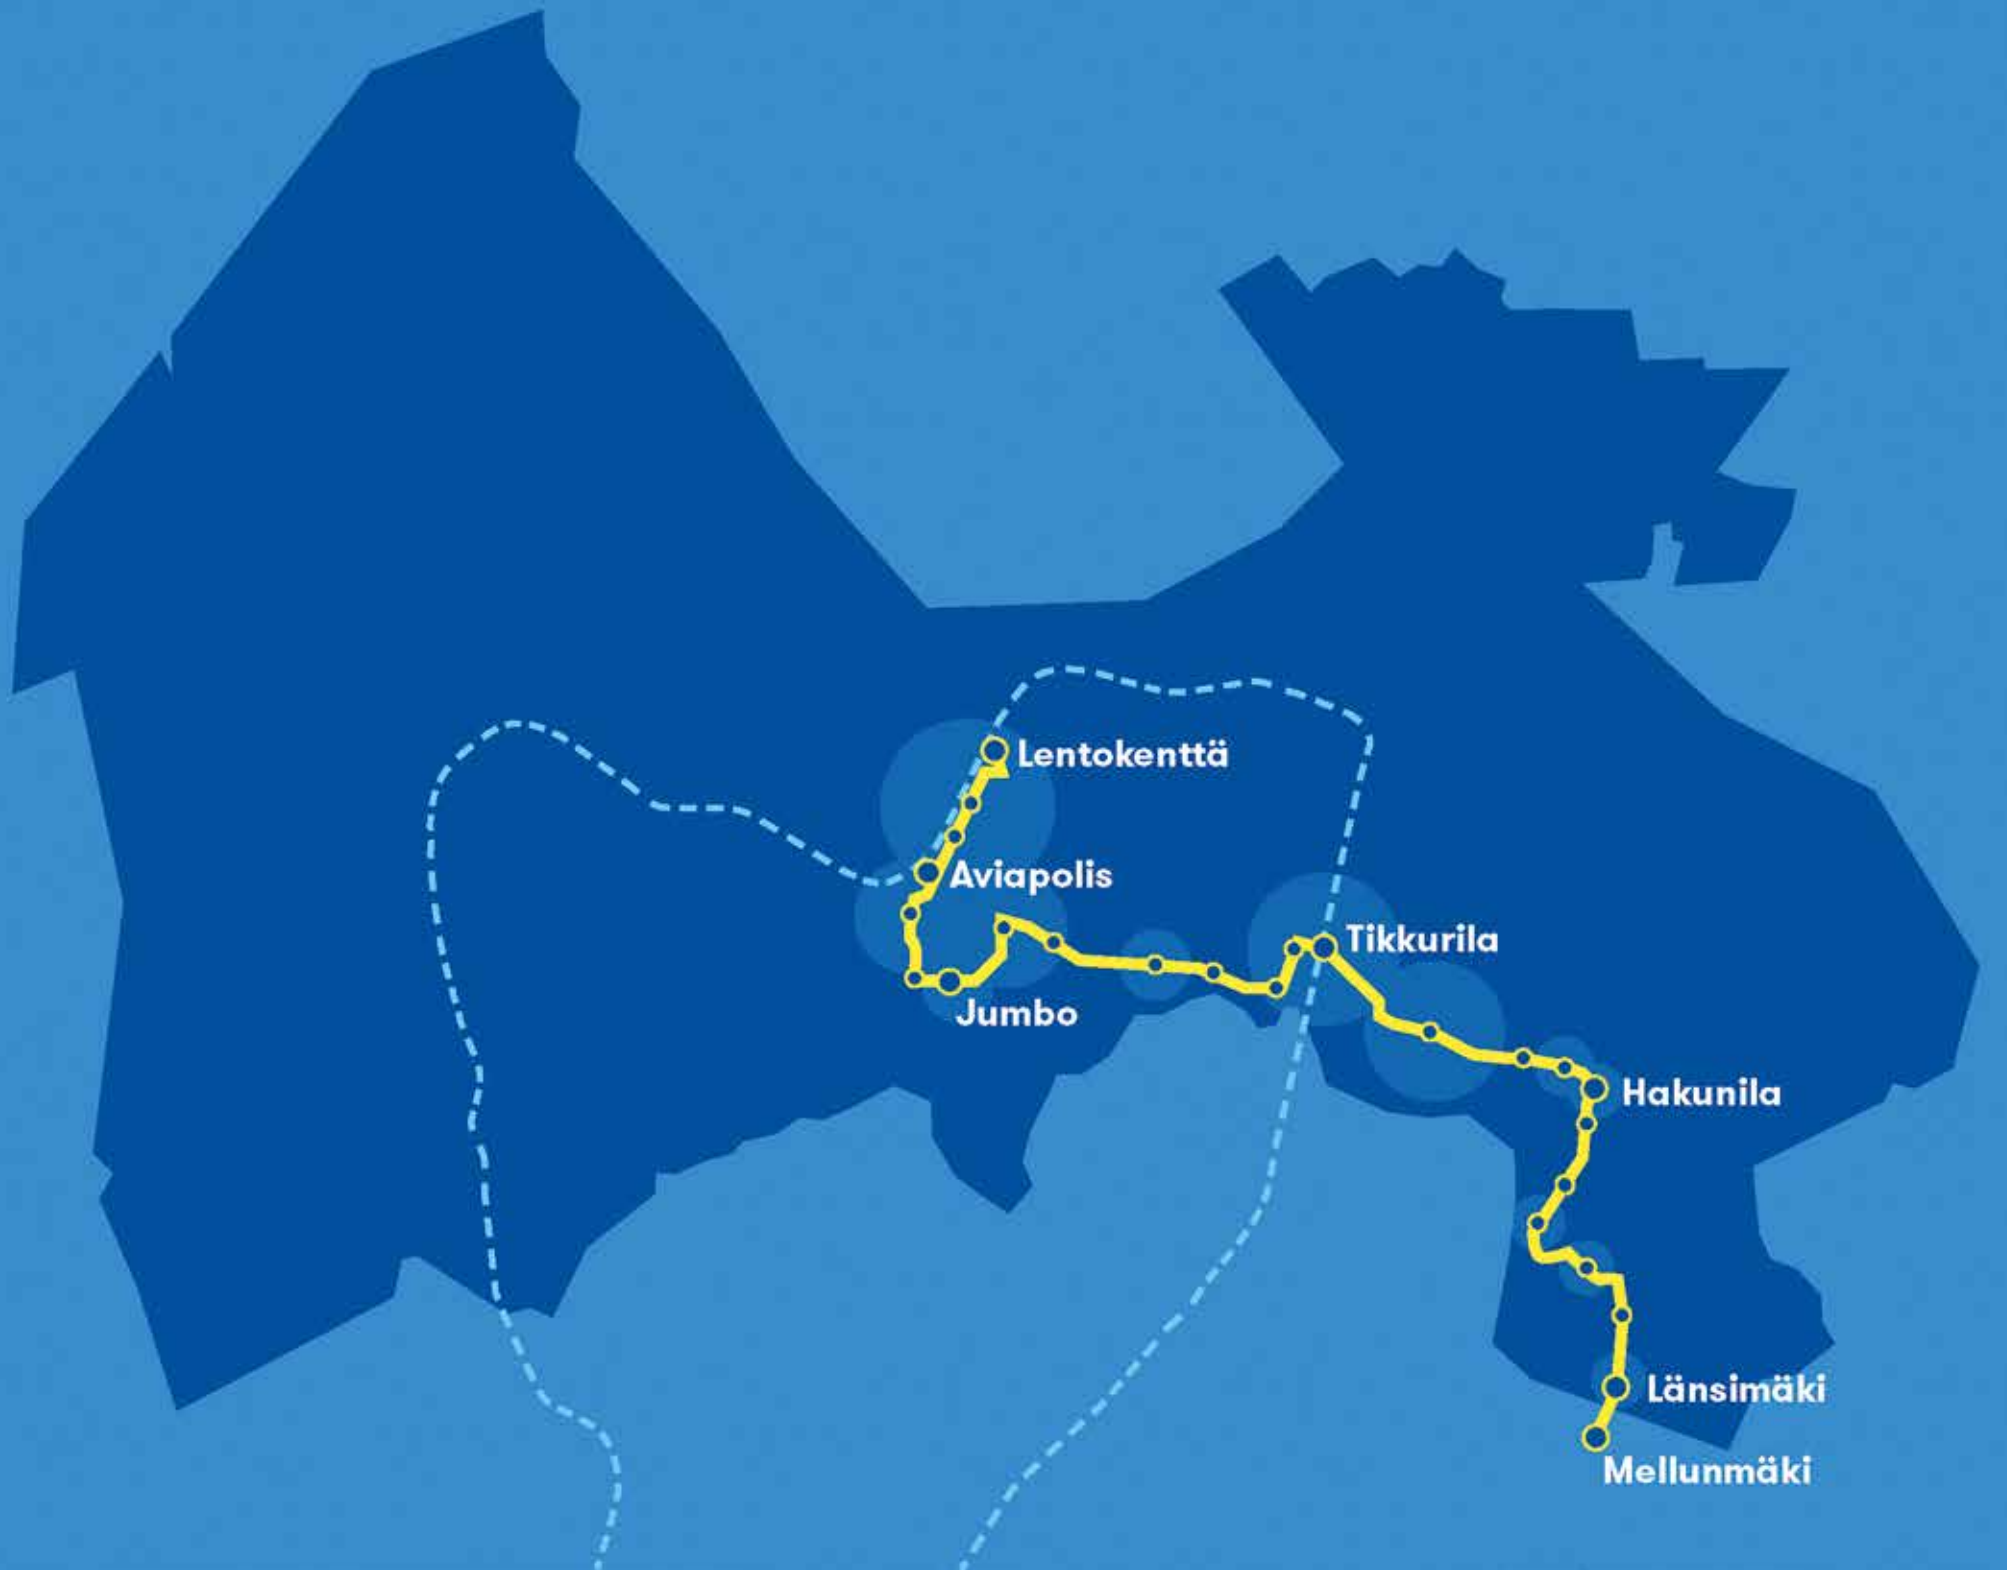 Lentokenttä
Aviapolis
Tikkurila
Jumbo
Hakunila
Länsimäki
Mellunmäki